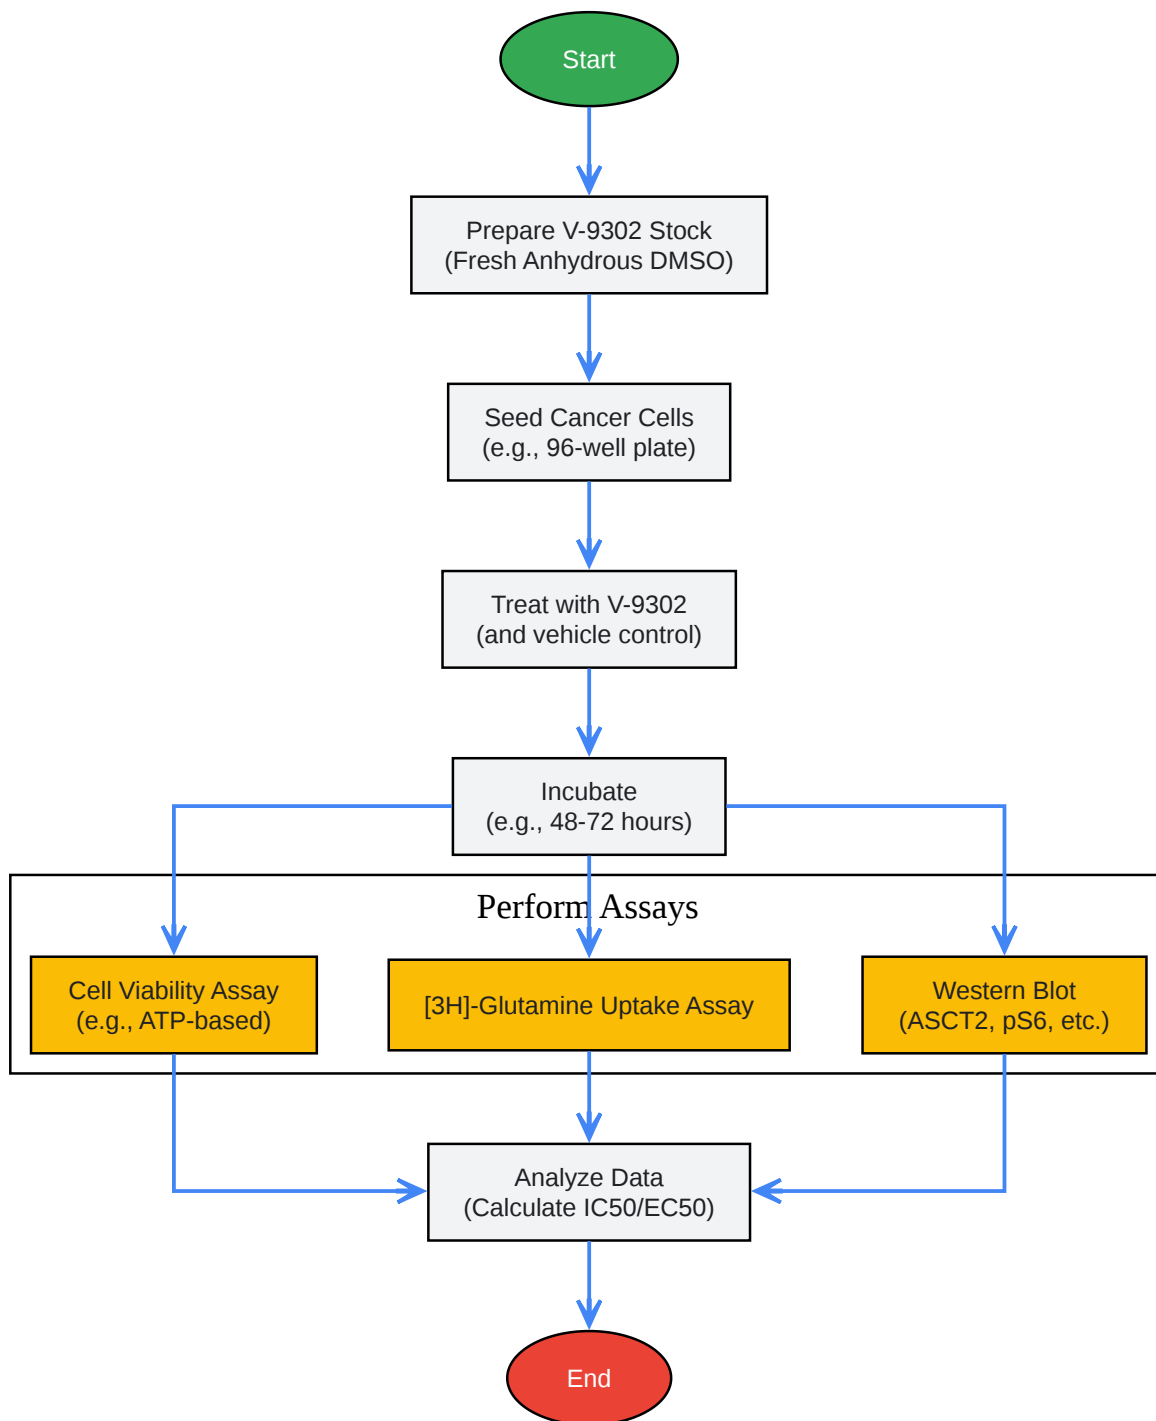 Start
Prepare V-9302 Stock
(Fresh Anhydrous DMSO)
Seed Cancer Cells
(e.g., 96-well plate)
Treat with V-9302
(and vehicle control)
Incubate
(e.g., 48-72 hours)
Perform Assays
Cell Viability Assay
(e.g., ATP-based)
[3H]-Glutamine Uptake Assay
Western Blot
(ASCT2, pS6, etc.)
Analyze Data
(Calculate IC50/EC50)
End